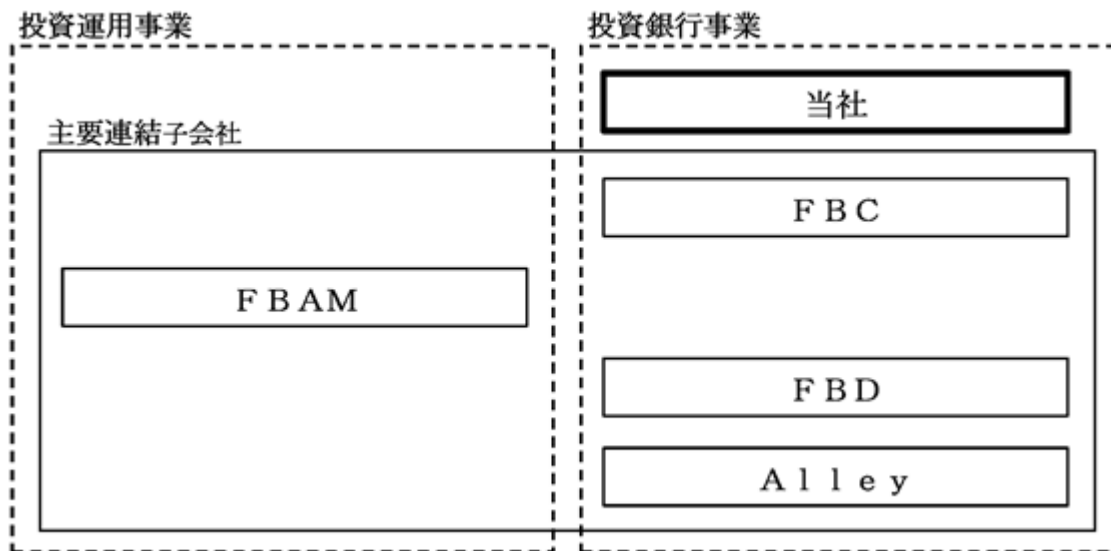 投資運用事業
投資銀行事業
当社
主要連結子会社
ＦＢＣ
ＦＢＡＭ
ＦＢＤ
Ａｌｌｅｙ